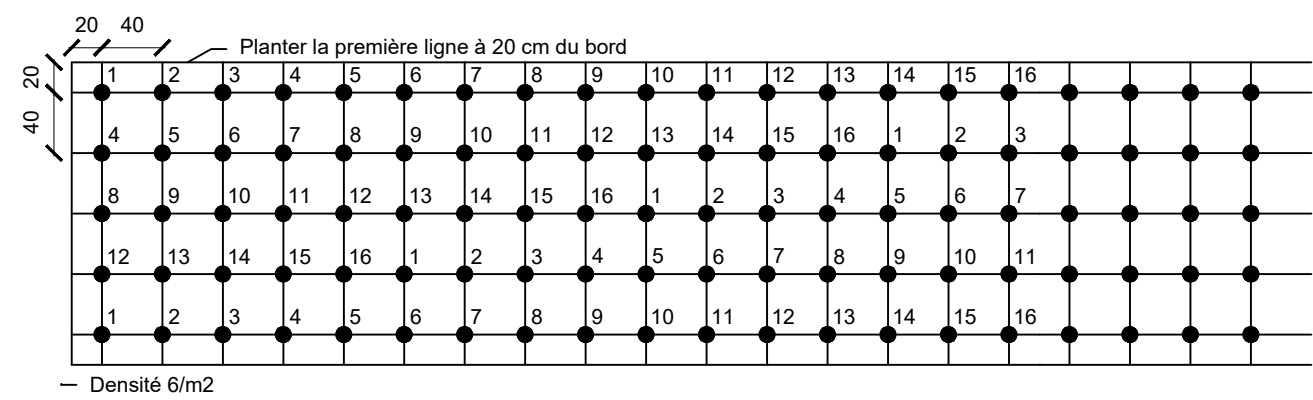 20 40
Planter la première ligne à 20 cm du bord
20
1 2 3 4 5 6 7 8 9 10 11 12 13 14 15 16
40
4 5 6 7 8 9 10 11 12 13 14 15 16 1 2 3
8 9 10 11 12 13 14 15 16 1 2 3 4 5 6 7
12 13 14 15 16 1 2 3 4 5 6 7 8 9 10 11
1 2 3 4 5 6 7 8 9 10 11 12 13 14 15 16
Densité 6/m2